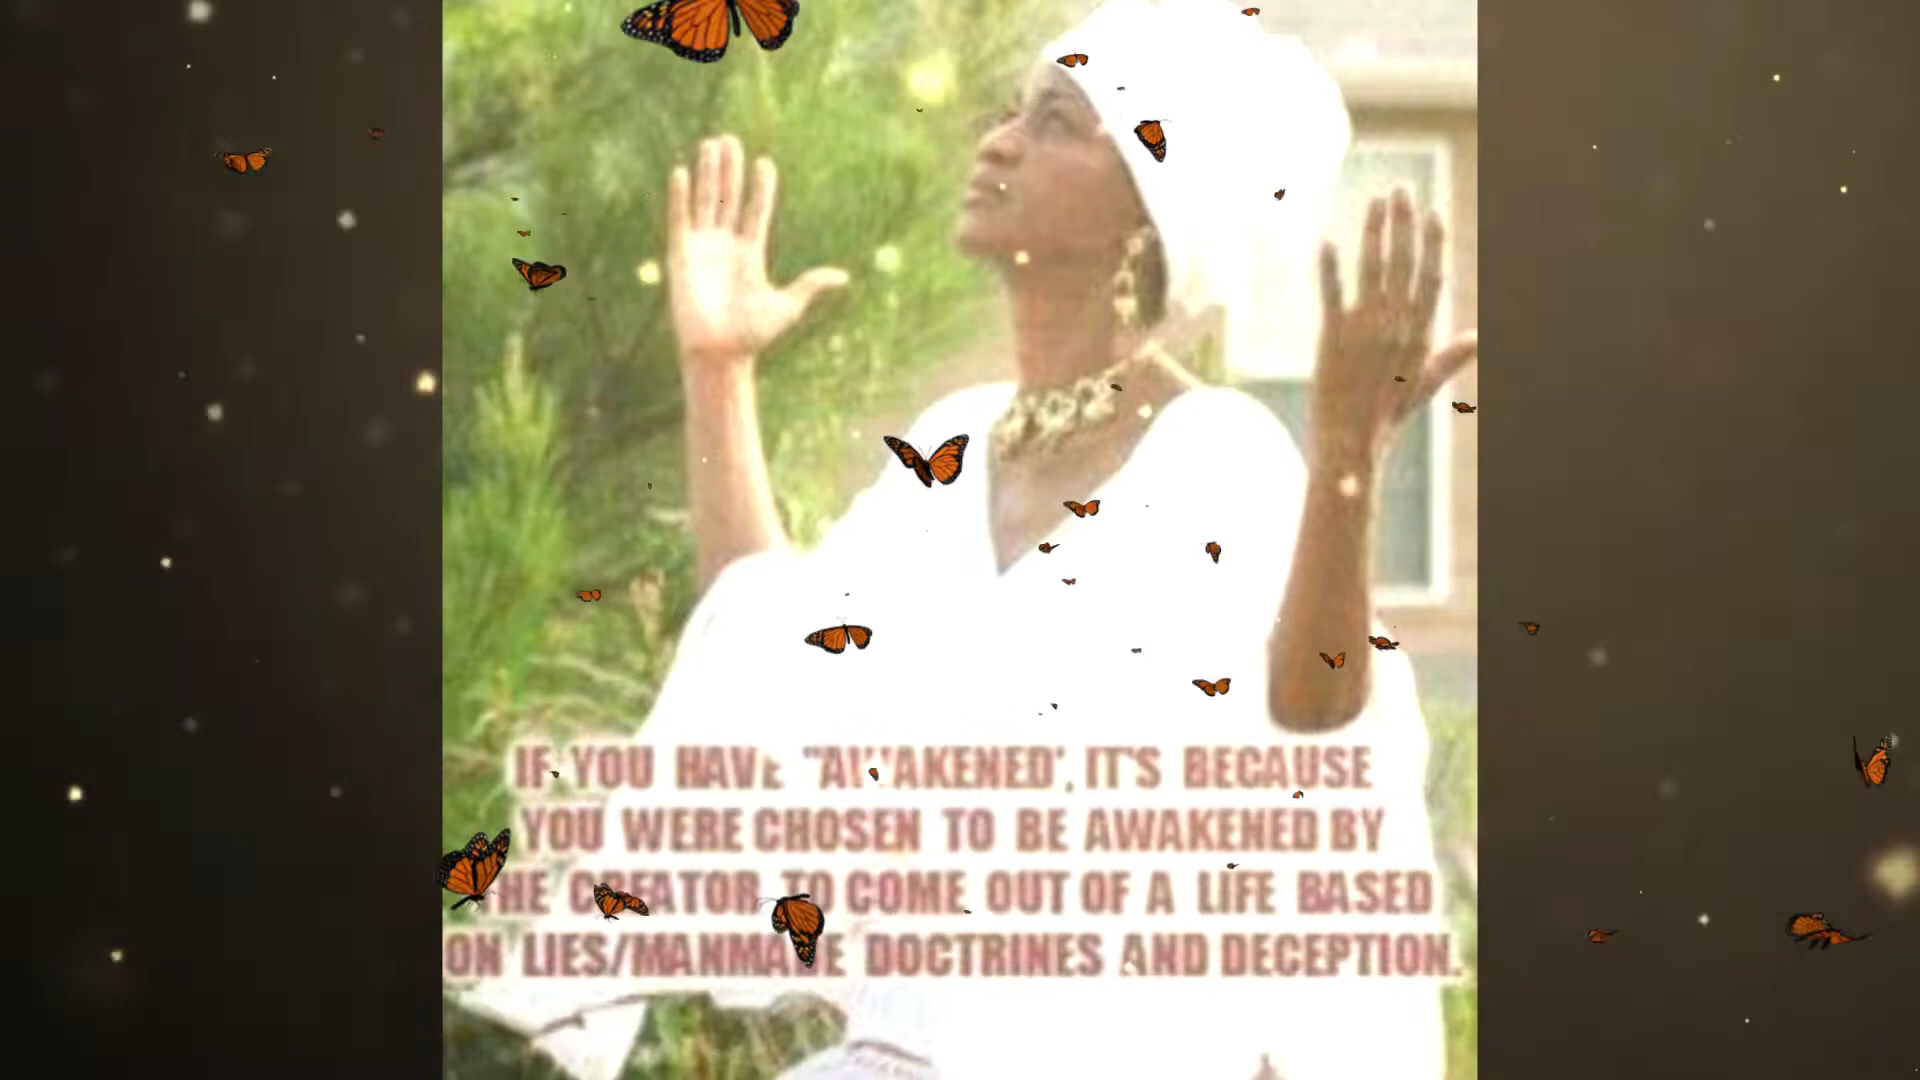 IF YOU HAVE "AWAKENED", IT'S BECAUSE
YOU WERE CHOSEN TO BE AWAKENED BY
THE CREATOR TO COME OUT OF A LIFE BASED
ON LIES/MANMADE DOCTRINES AND DECEPTION.